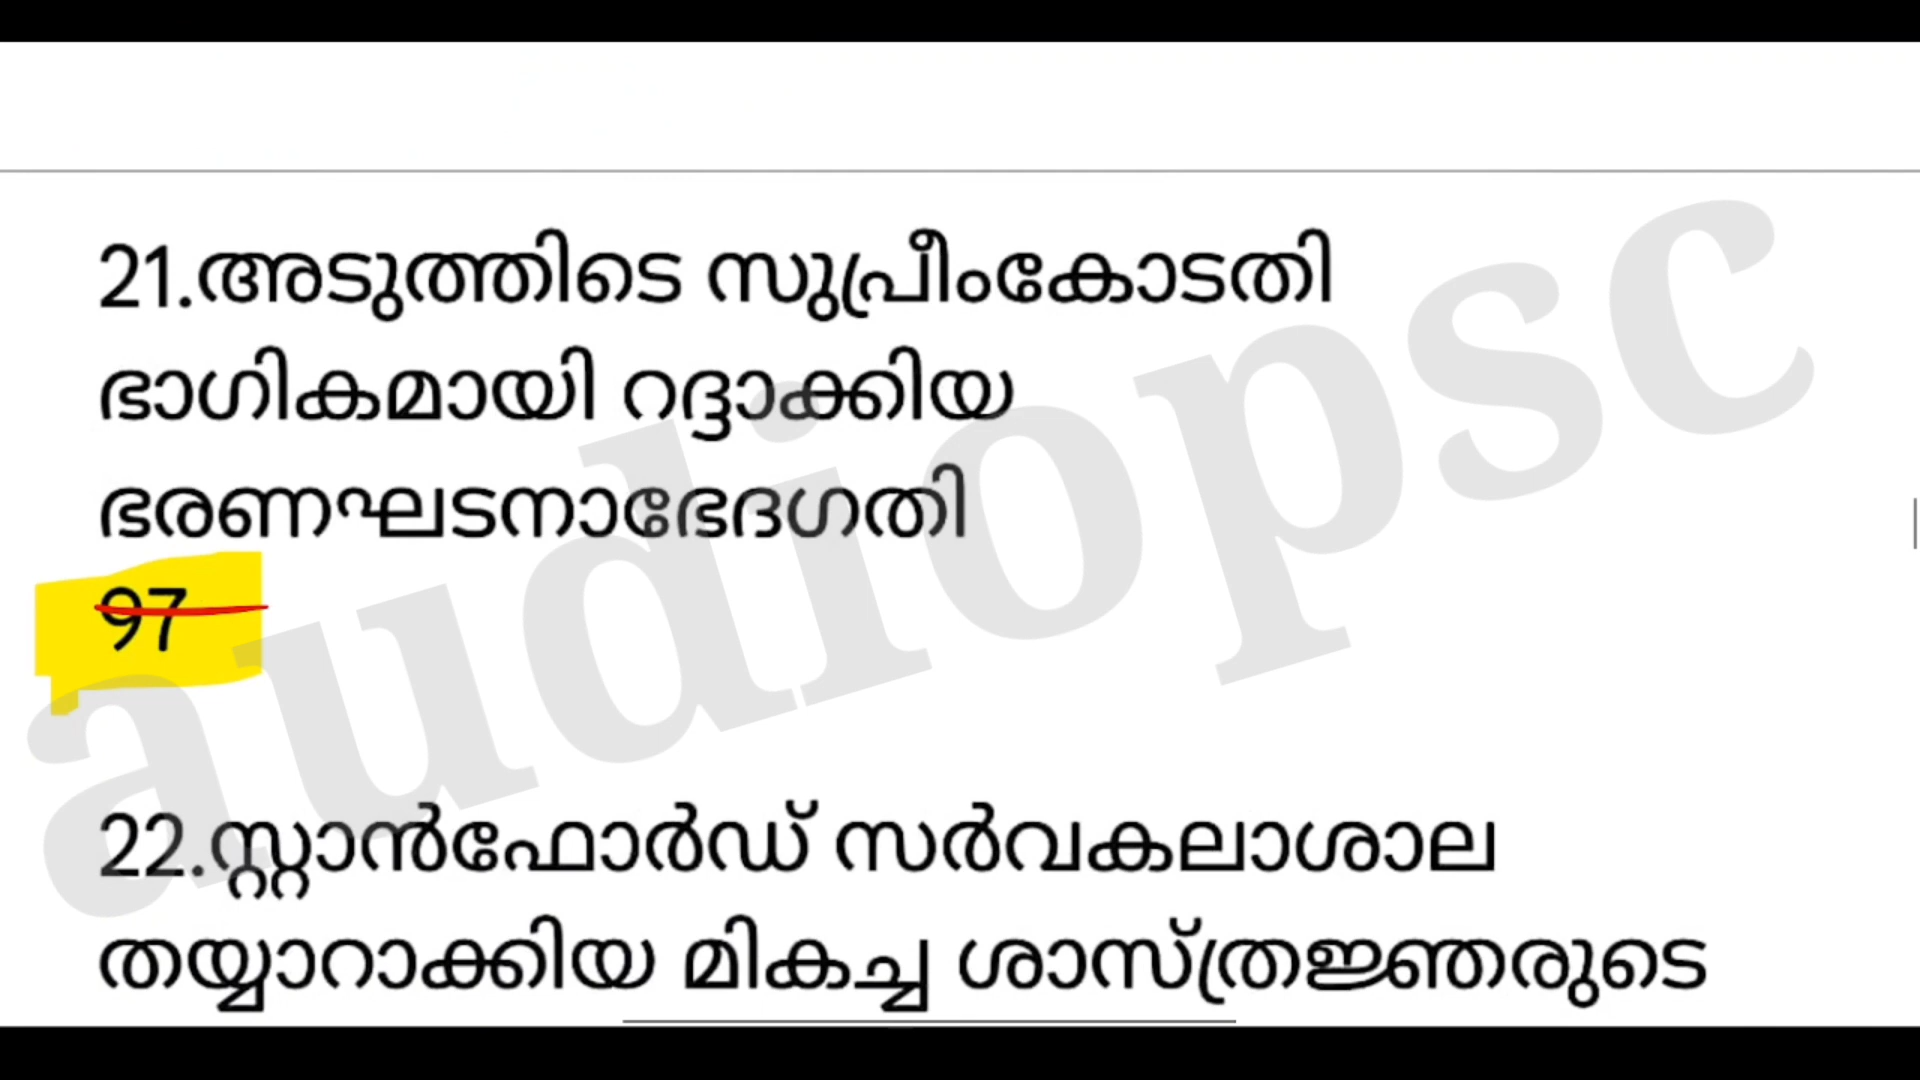 21.അടുത്തിടെ സുപ്രീംകോടതി
ഭാഗികമായി റദ്ദാക്കിയ
ഭരണഘടനാഭേദഗതി
97
22.സ്റ്റാൻഫോർഡ് സർവകലാശാല
തയ്യാറാക്കിയ മികച്ച ശാസ്ത്രജ്ഞരുടെ
audiopsc